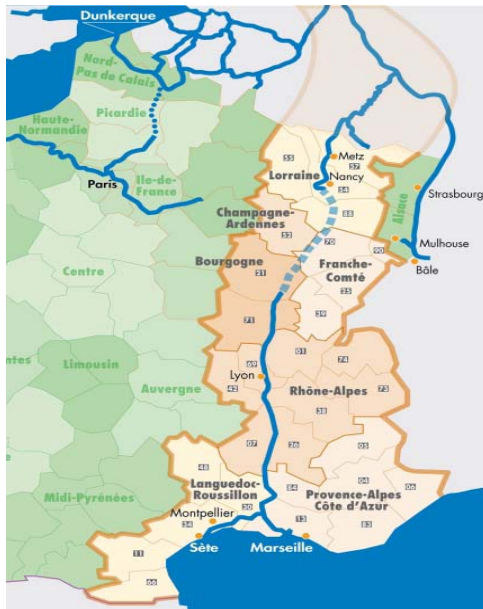 Dunkerque
Nord-
Pas de Calais
Picardie
Haute-
Normandie
Paris
Ile-de-
France
Metz
55
57
Lorraine
Nancy
54
Alsace
Strasbourg
88
Champagne-
Ardennes
52
70
90
Mulhouse
Bâle
Bourgogne
21
Franche-
Comté
25
Centre
39
71
01
74
Limousin
69
Lyon
42
73
Auvergne
Rhône-Alpes
38
07
26
05
48
Languedoc-
Roussillon
84
04
06
Midi-Pyrénées
30
Provence-Alpes
Côte d'Azur
Montpellier
34
13
83
Sète
Marseille
11
66